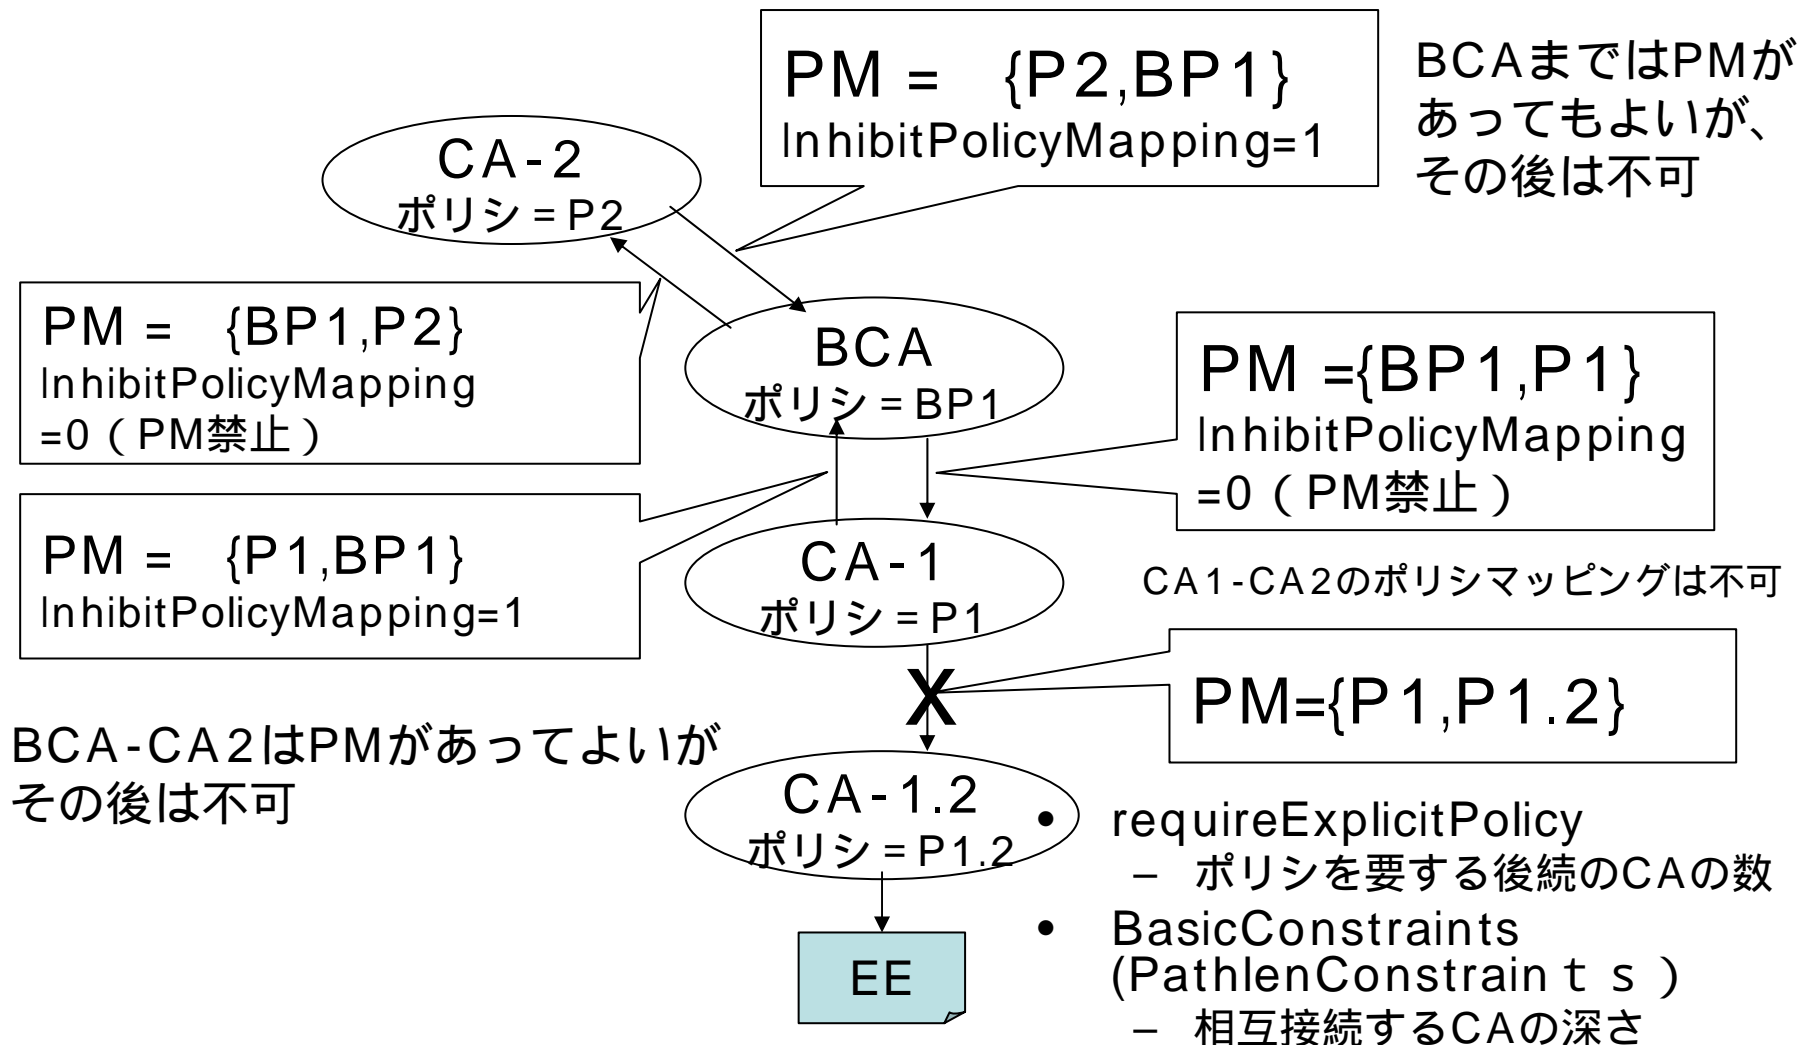 PM = {P2,BP1}
InhibitPolicyMapping=1
BCAまではPMが
あってもよいが、
その後は不可
CA-2
ポリシ=P2
PM = {BP1,P2}
InhibitPolicyMapping
=0(PM禁止)
BCA
ポリシ=BP1
PM ={BP1,P1}
InhibitPolicyMapping
=0(PM禁止)
PM = {P1,BP1}
InhibitPolicyMapping=1
CA-1
ポリシ=P1
CA1-CA2のポリシマッピングは不可
X
PM={P1,P1.2}
BCA-CA2はPMがあってよいが
その後は不可
CA-1.2
ポリシ=P1.2
EE
• requireExplicitPolicy
– ポリシを要する後続のCAの数
• BasicConstraints
(PathlenConstraints)
– 相互接続するCAの深さ